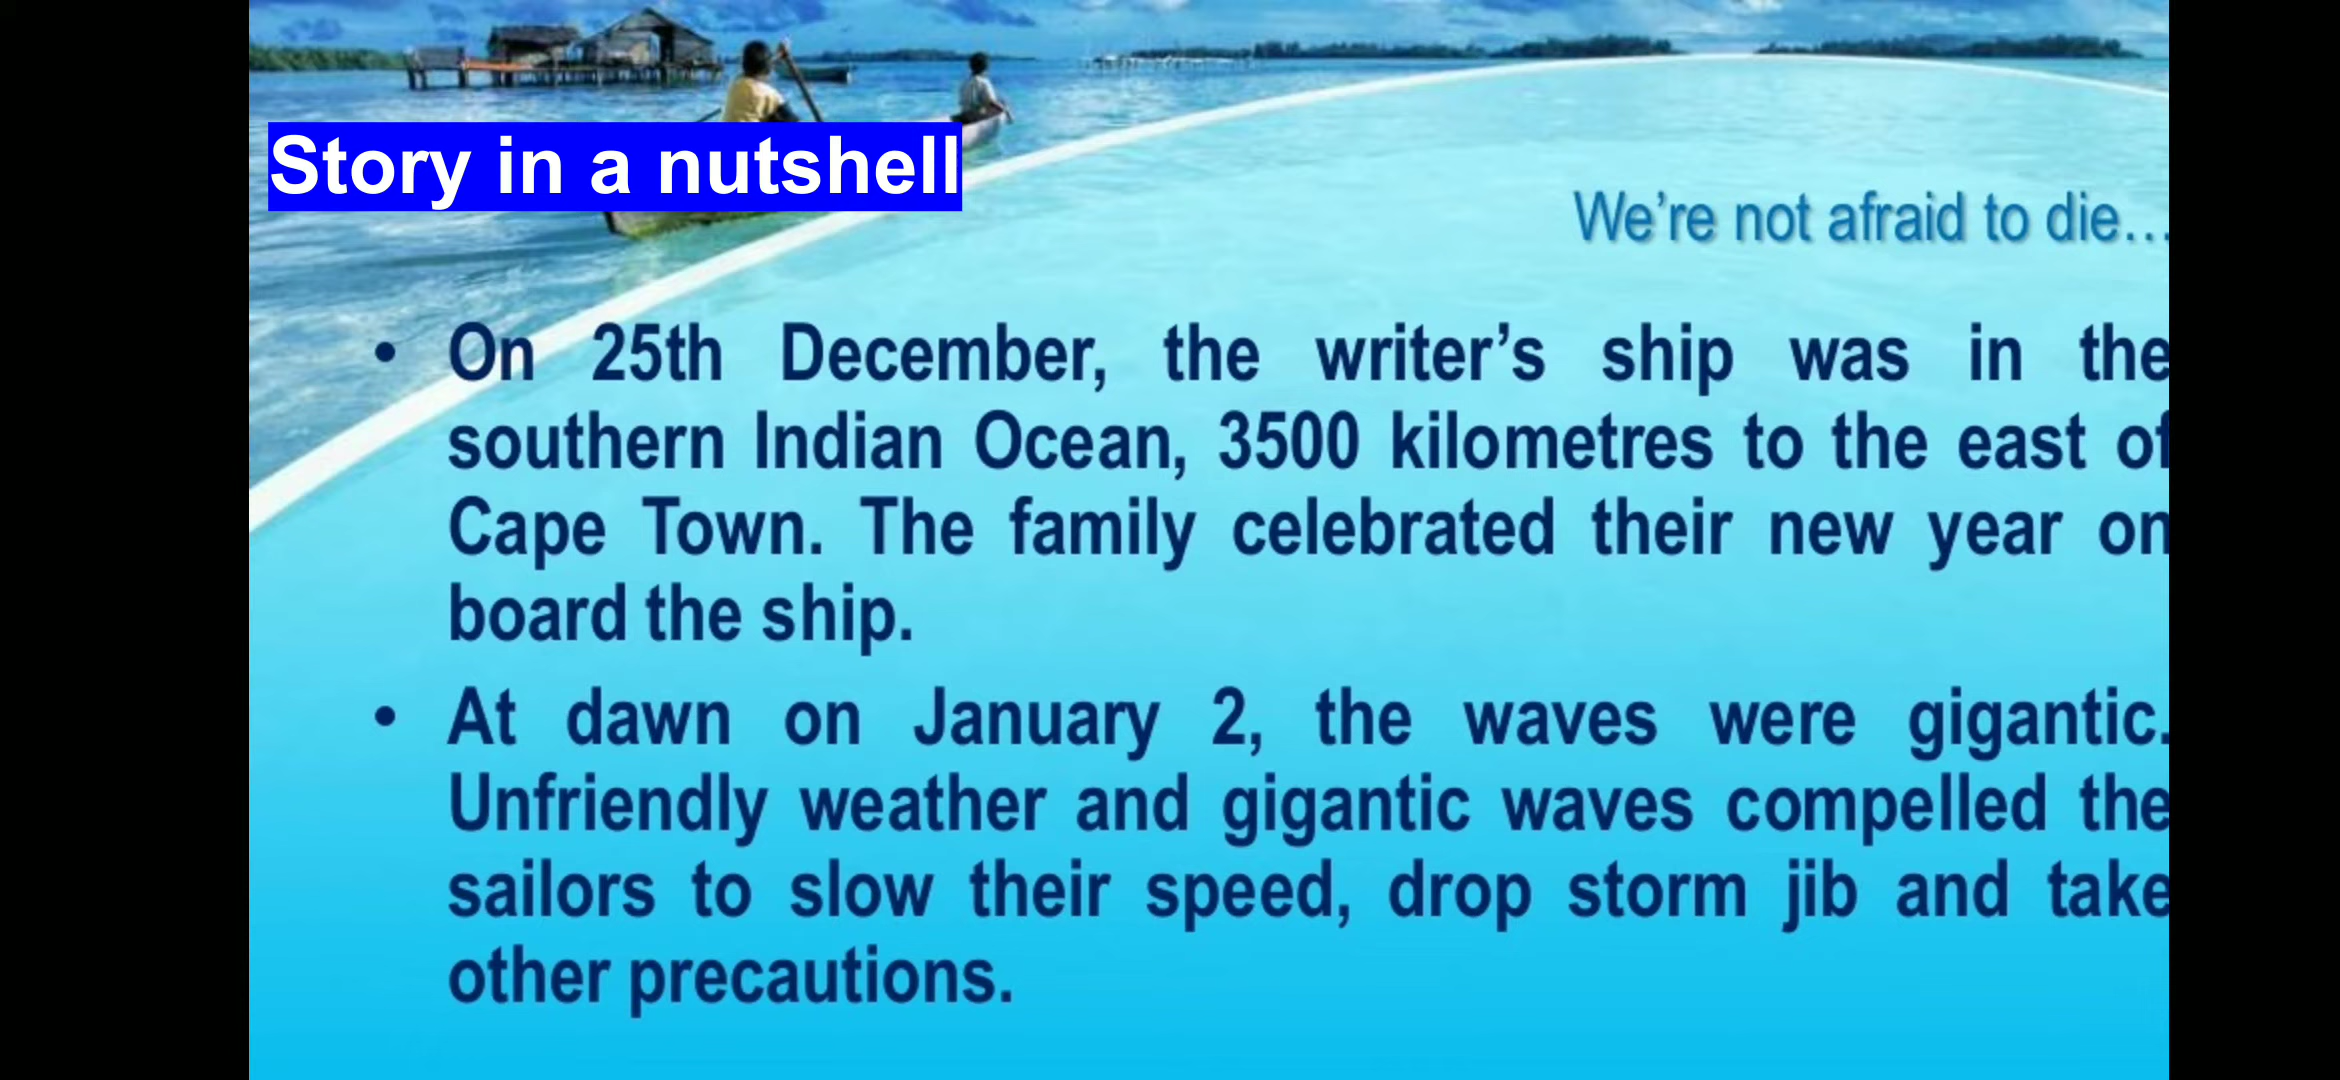 Story in a nutshell
We’re not afraid to die…
• On 25th December, the writer’s ship was in the
southern Indian Ocean, 3500 kilometres to the east of
Cape Town. The family celebrated their new year on
board the ship.
• At dawn on January 2, the waves were gigantic.
Unfriendly weather and gigantic waves compelled the
sailors to slow their speed, drop storm jib and take
other precautions.